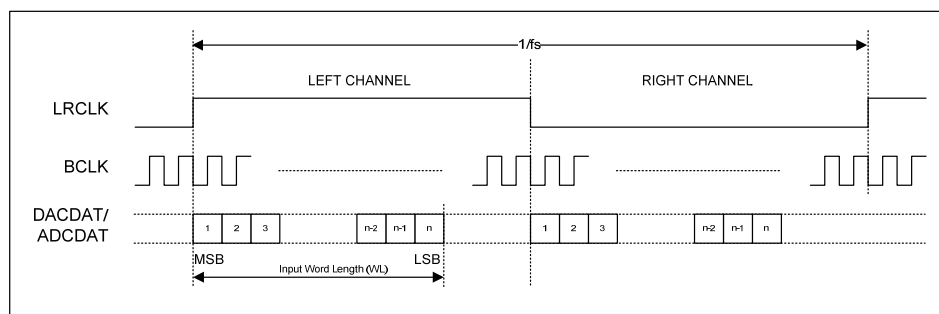 1/fs
LEFT CHANNEL
RIGHT CHANNEL
LRCLK
BCLK
DACDAT/
ADCDAT
1 2 3 n-2 n-1 n 1 2 3 n-2 n-1 n
MSB LSB
Input Word Length (WL)